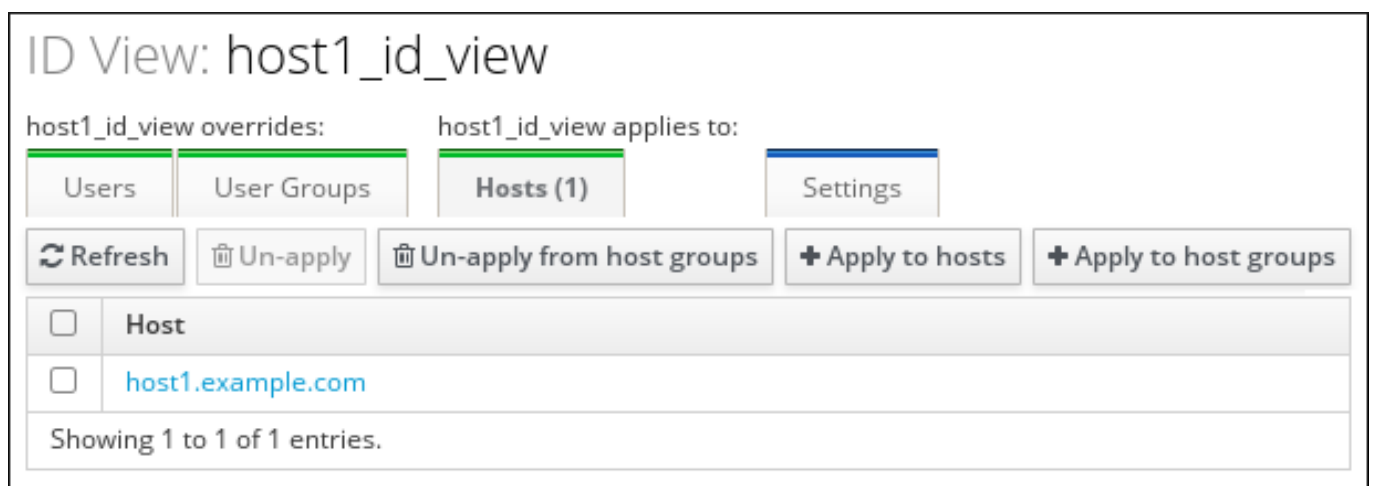 ID View: host1_id_view
host1_id_view overrides: host1_id_view applies to:
Users User Groups Hosts (1) Settings
Refresh Un-apply Un-apply from host groups Apply to hosts Apply to host groups
Host
host1.example.com
Showing 1 to 1 of 1 entries.